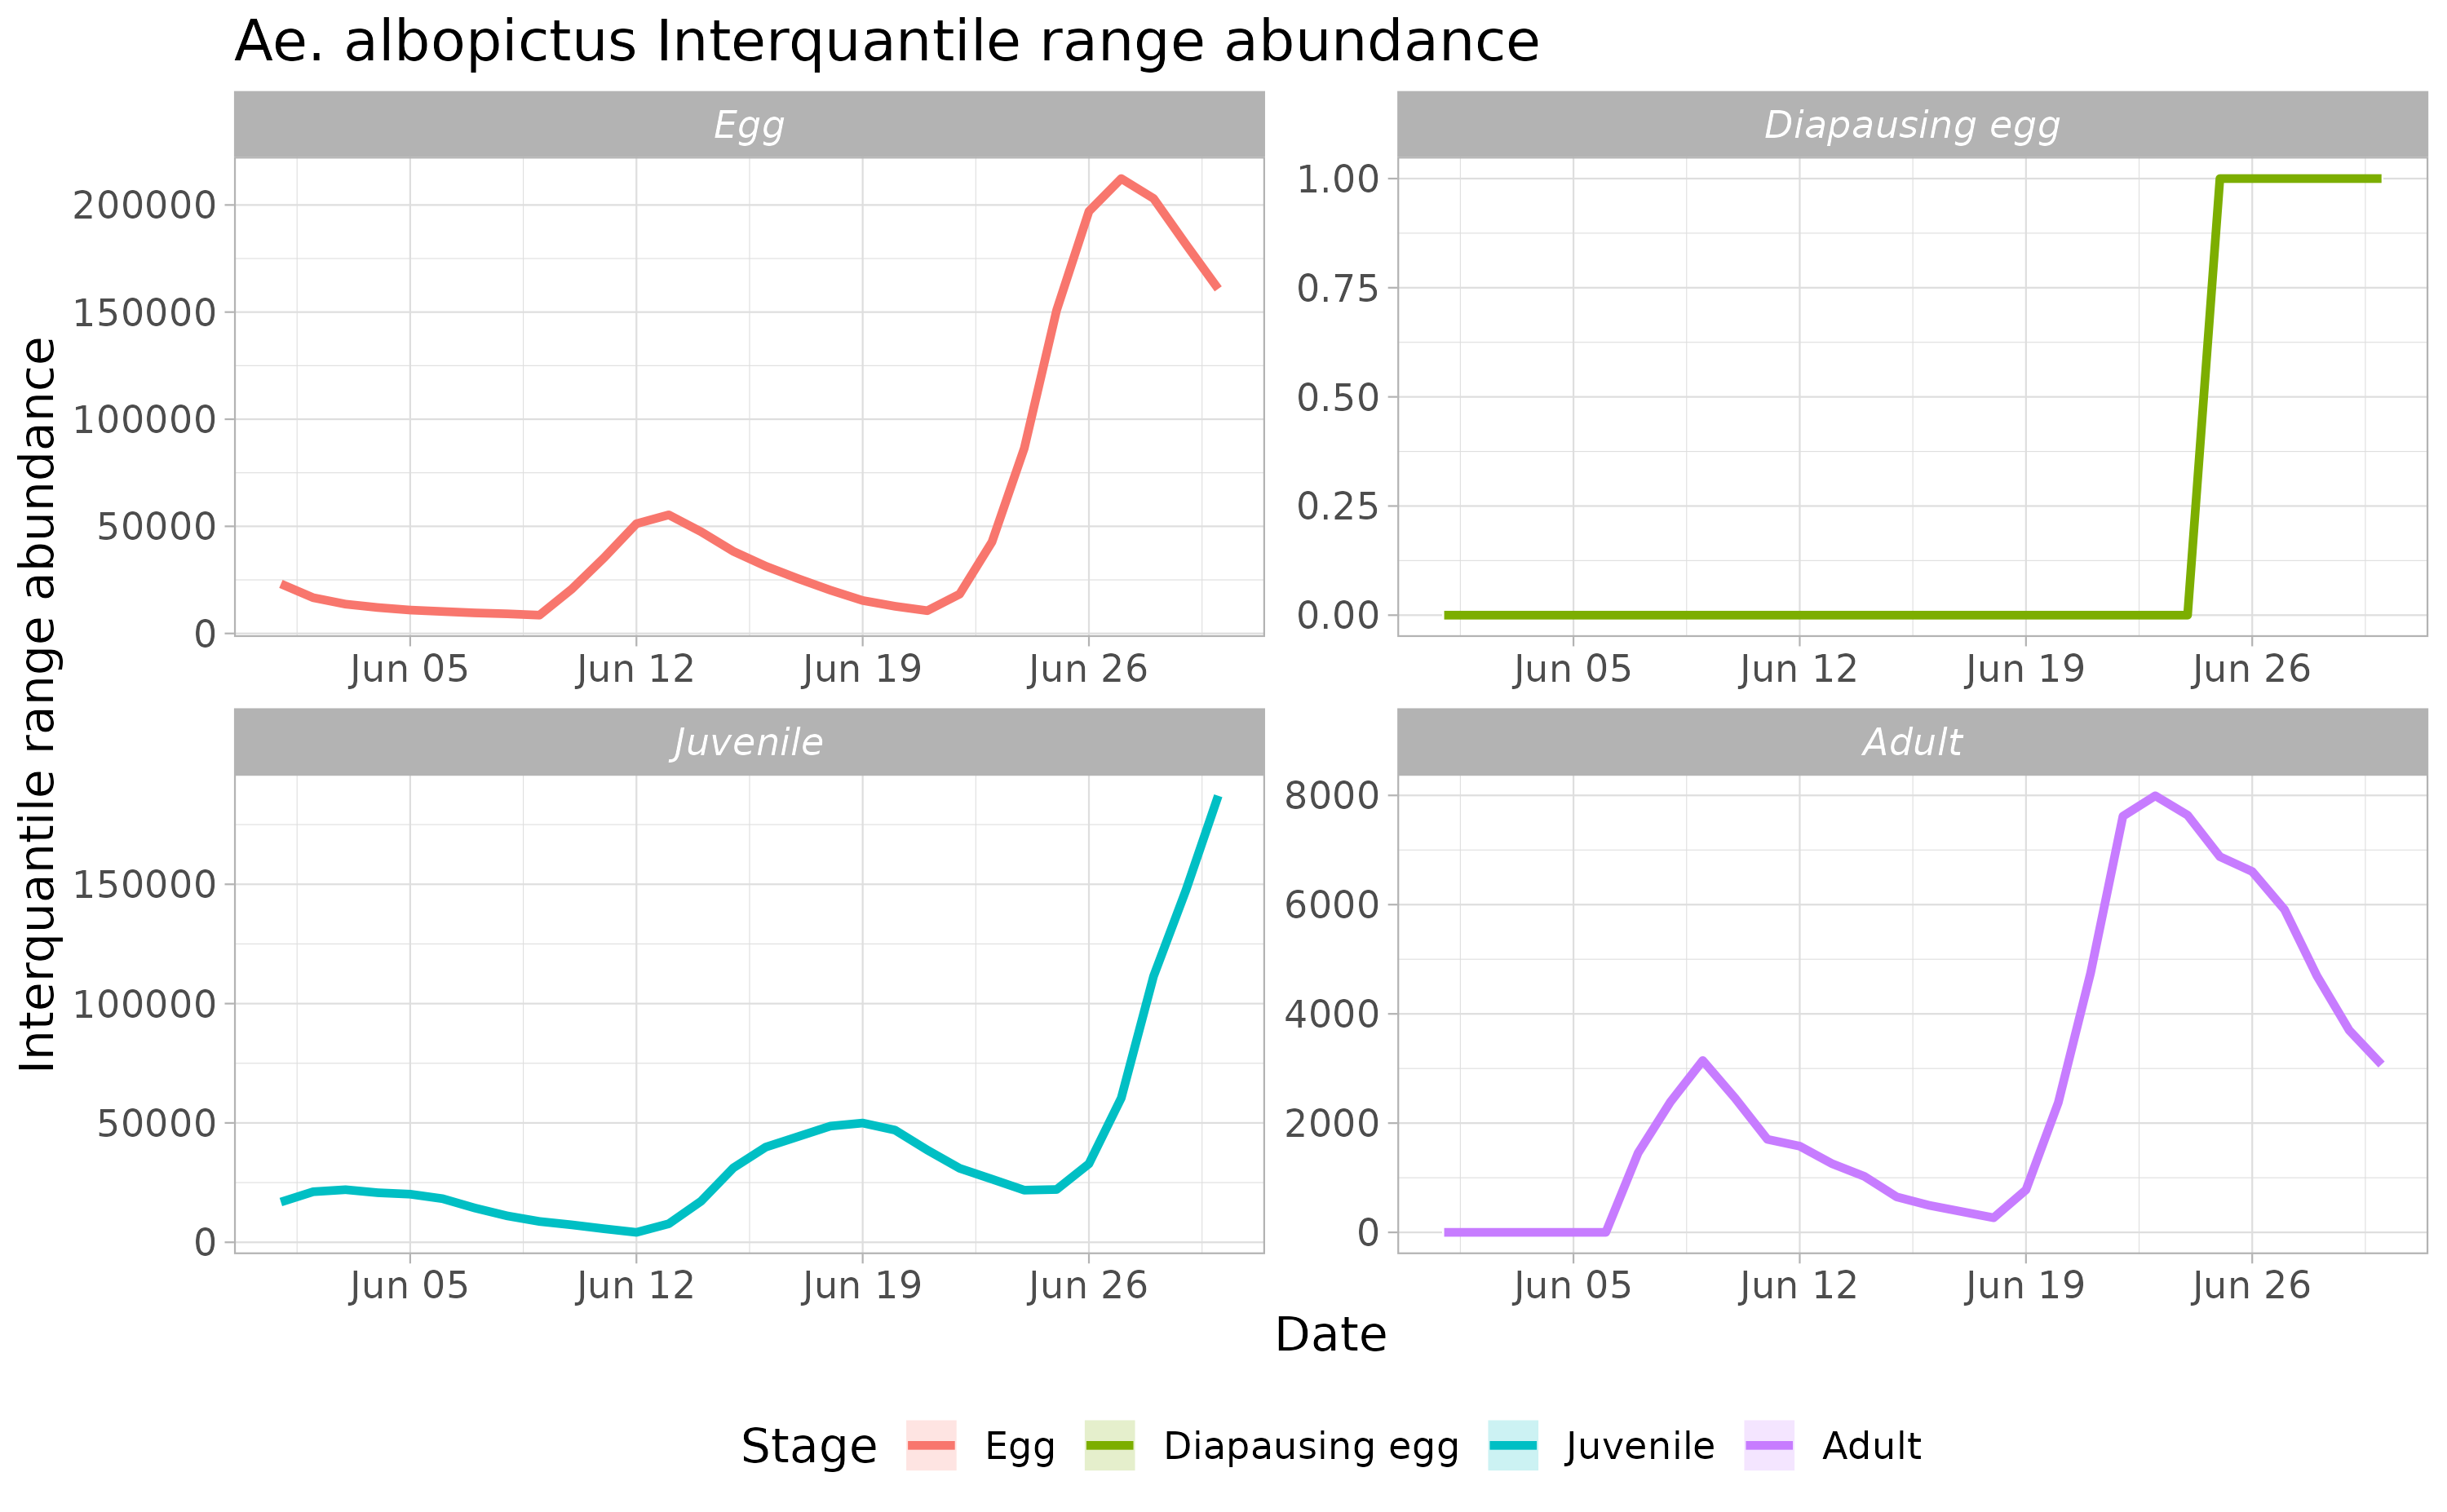 Ae. albopictus Interquantile range abundance
Interquantile range abundance
Egg
200000
150000
100000
50000
0
Jun 05 Jun 12 Jun 19 Jun 26
Diapausing egg
1.00
0.75
0.50
0.25
0.00
Jun 05 Jun 12 Jun 19 Jun 26
Juvenile
150000
100000
50000
0
Jun 05 Jun 12 Jun 19 Jun 26
Adult
8000
6000
4000
2000
0
Jun 05 Jun 12 Jun 19 Jun 26
Date
Stage Egg Diapausing egg Juvenile Adult